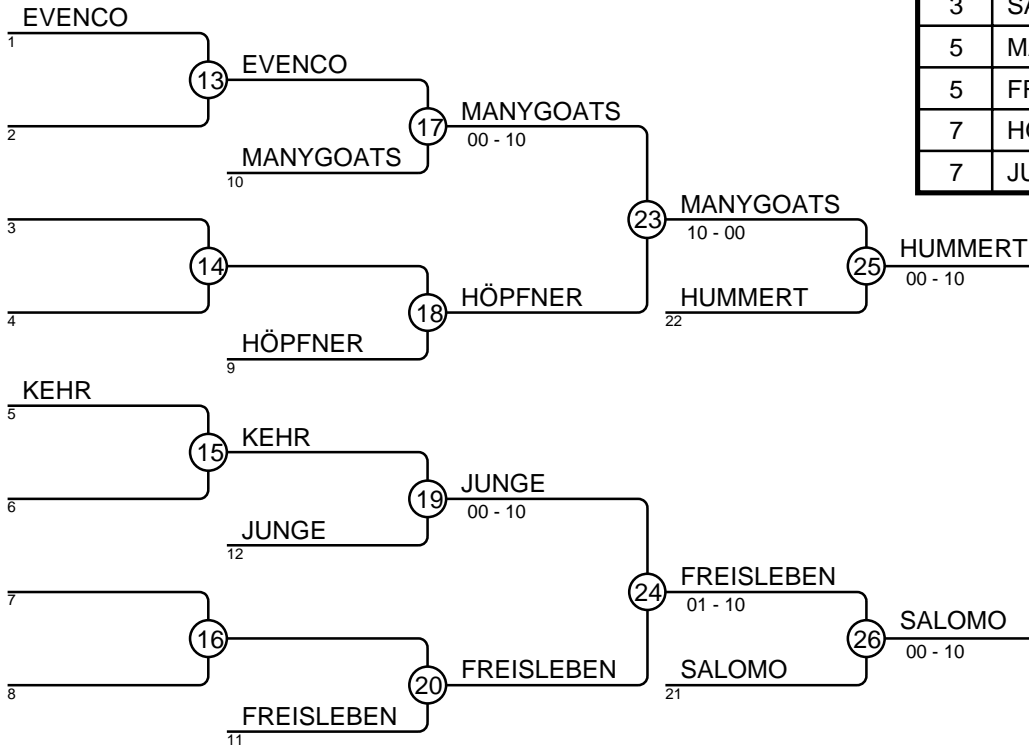 EVENCO
1
13
EVENCO
2
17
MANYGOATS
00 - 10
MANYGOATS
10
3
23
MANYGOATS
10 - 00
14
25
HUMMERT
00 - 10
4
18
HÖPFNER
HUMMERT
22
HÖPFNER
9
KEHR
5
15
KEHR
6
19
JUNGE
00 - 10
JUNGE
12
7
24
FREISLEBEN
01 - 10
16
26
SALOMO
00 - 10
8
20
FREISLEBEN
SALOMO
21
FREISLEBEN
11
3
5
5
7
7